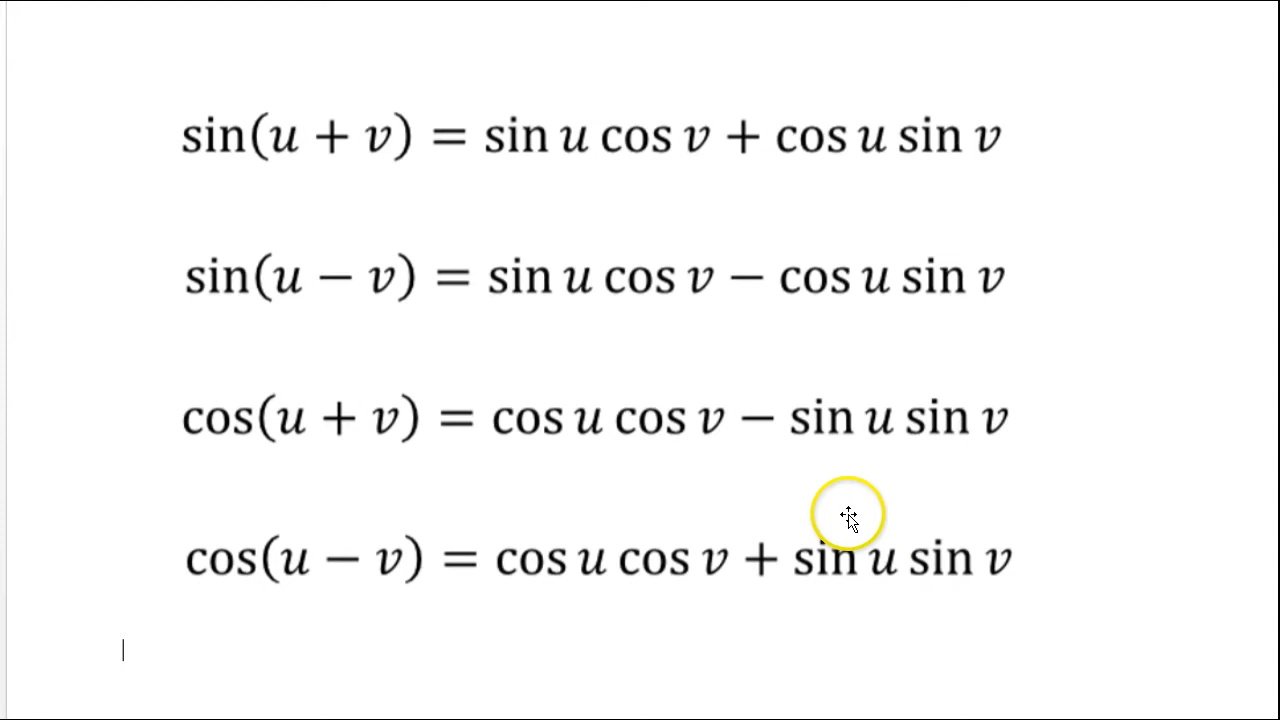 sin(u + v) = sin u cos v + cos u sin v
sin(u − v) = sin u cos v − cos u sin v
cos(u + v) = cos u cos v − sin u sin v
cos(u − v) = cos u cos v + sin u sin v